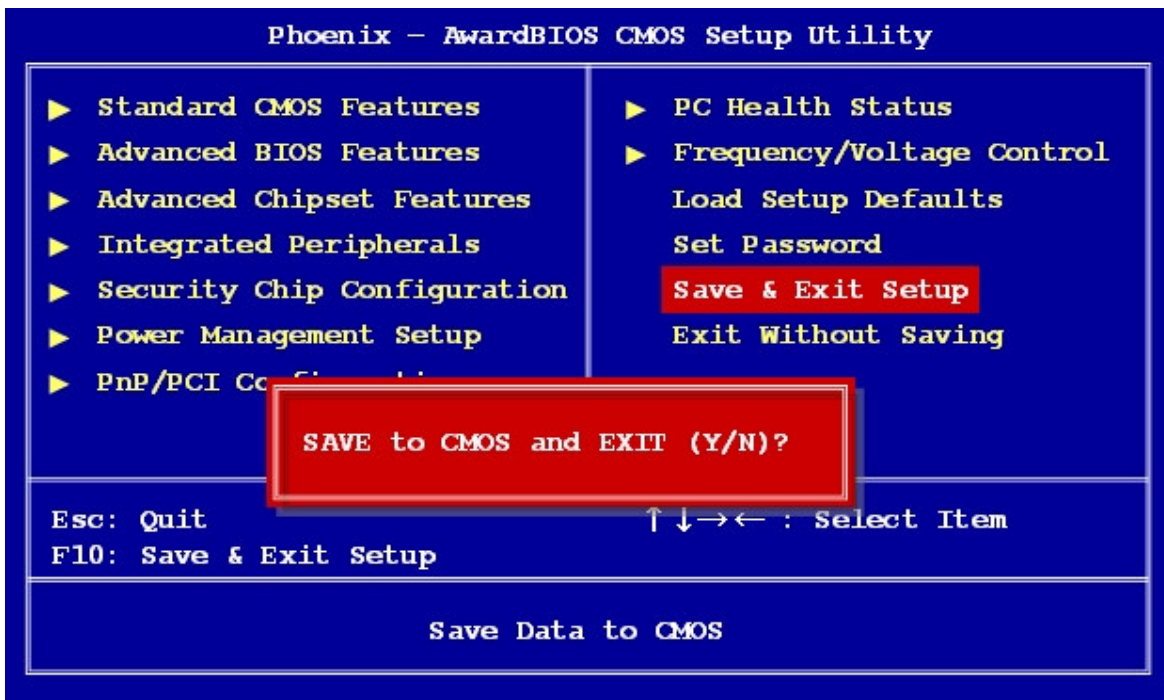 Phoenix — AwardBIOS CMOS Setup Utility
Standard CMOS Features
Advanced BIOS Features
Advanced Chipset Features
Integrated Peripherals
Security Chip Configuration
Power Management Setup
PnP/PCI
PC Health Status
Frequency/Voltage Control
Load Setup Defaults
Set Password
Save & Exit Setup
Exit Without Saving
SAVE to CMOS and EXIT (Y/N)?
Esc: Quit
F10: Save & Exit Setup
↑↓→← : Select Item
Save Data to CMOS